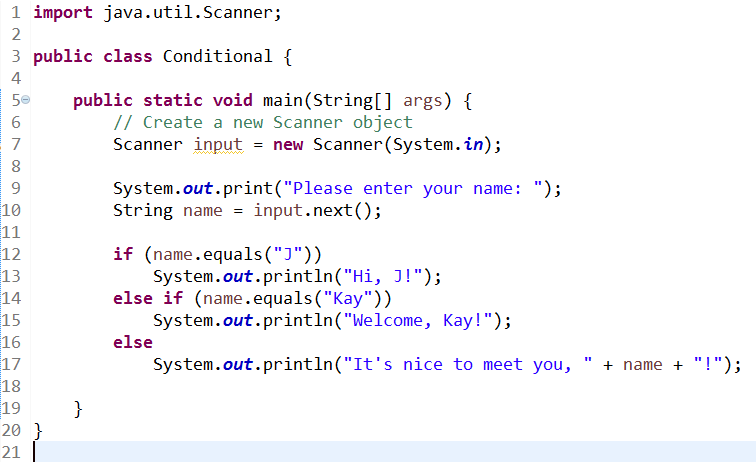 1 import java.util.Scanner;
2
3 public class Conditional {
4
5 public static void main(String[] args) {
6 // Create a new Scanner object
7 Scanner input = new Scanner(System.in);
8
9 System.out.print("Please enter your name: ");
10 String name = input.next();
11
12 if (name.equals("J"))
13 System.out.println("Hi, J!");
14 else if (name.equals("Kay"))
15 System.out.println("Welcome, Kay!");
16 else
17 System.out.println("It's nice to meet you, " + name + "!");
18
19 }
20 }
21